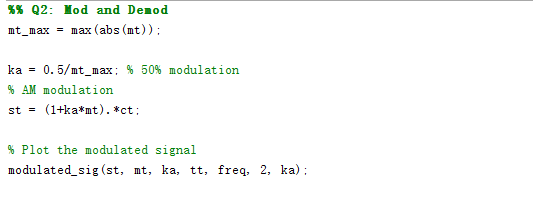 %% Q2: Mod and Demod
mt_max = max(abs(mt));
ka = 0.5/mt_max; % 50% modulation
% AM modulation
st = (1+ka*mt).*ct;
% Plot the modulated signal
modulated_sig(st, mt, ka, tt, freq, 2, ka);